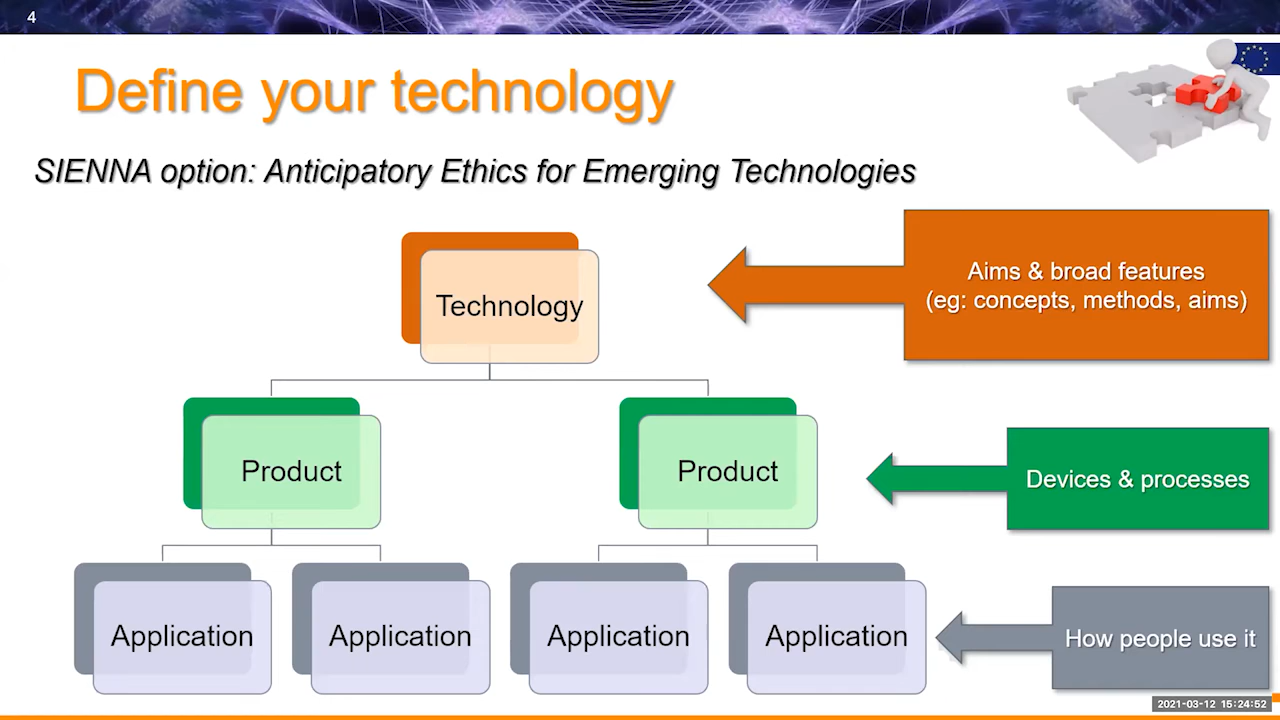 4
Define your technology
SIENNA option: Anticipatory Ethics for Emerging Technologies
Technology
Aims & broad features
(eg: concepts, methods, aims)
Product
Product
Devices & processes
Application
Application
Application
Application
How people use it
2021-03-12 15:24:52